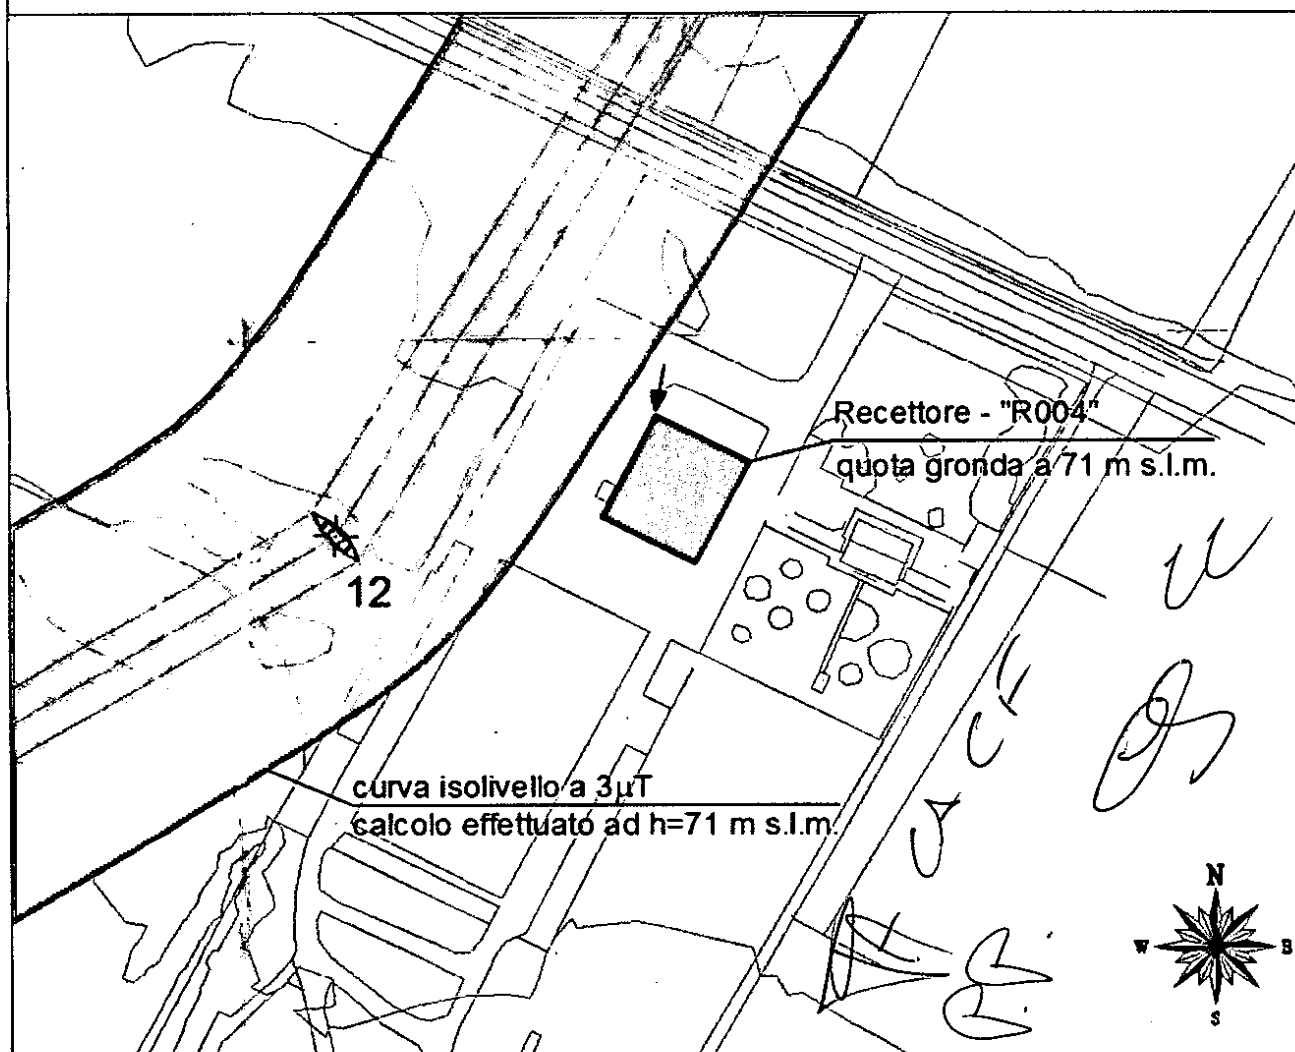 Recettore - "R004"
quota gronda a 71 m s.l.m.
12
curva isolivello a 3µT
calcolo effettuato ad h=71 m s.l.m.
N
W
E
S